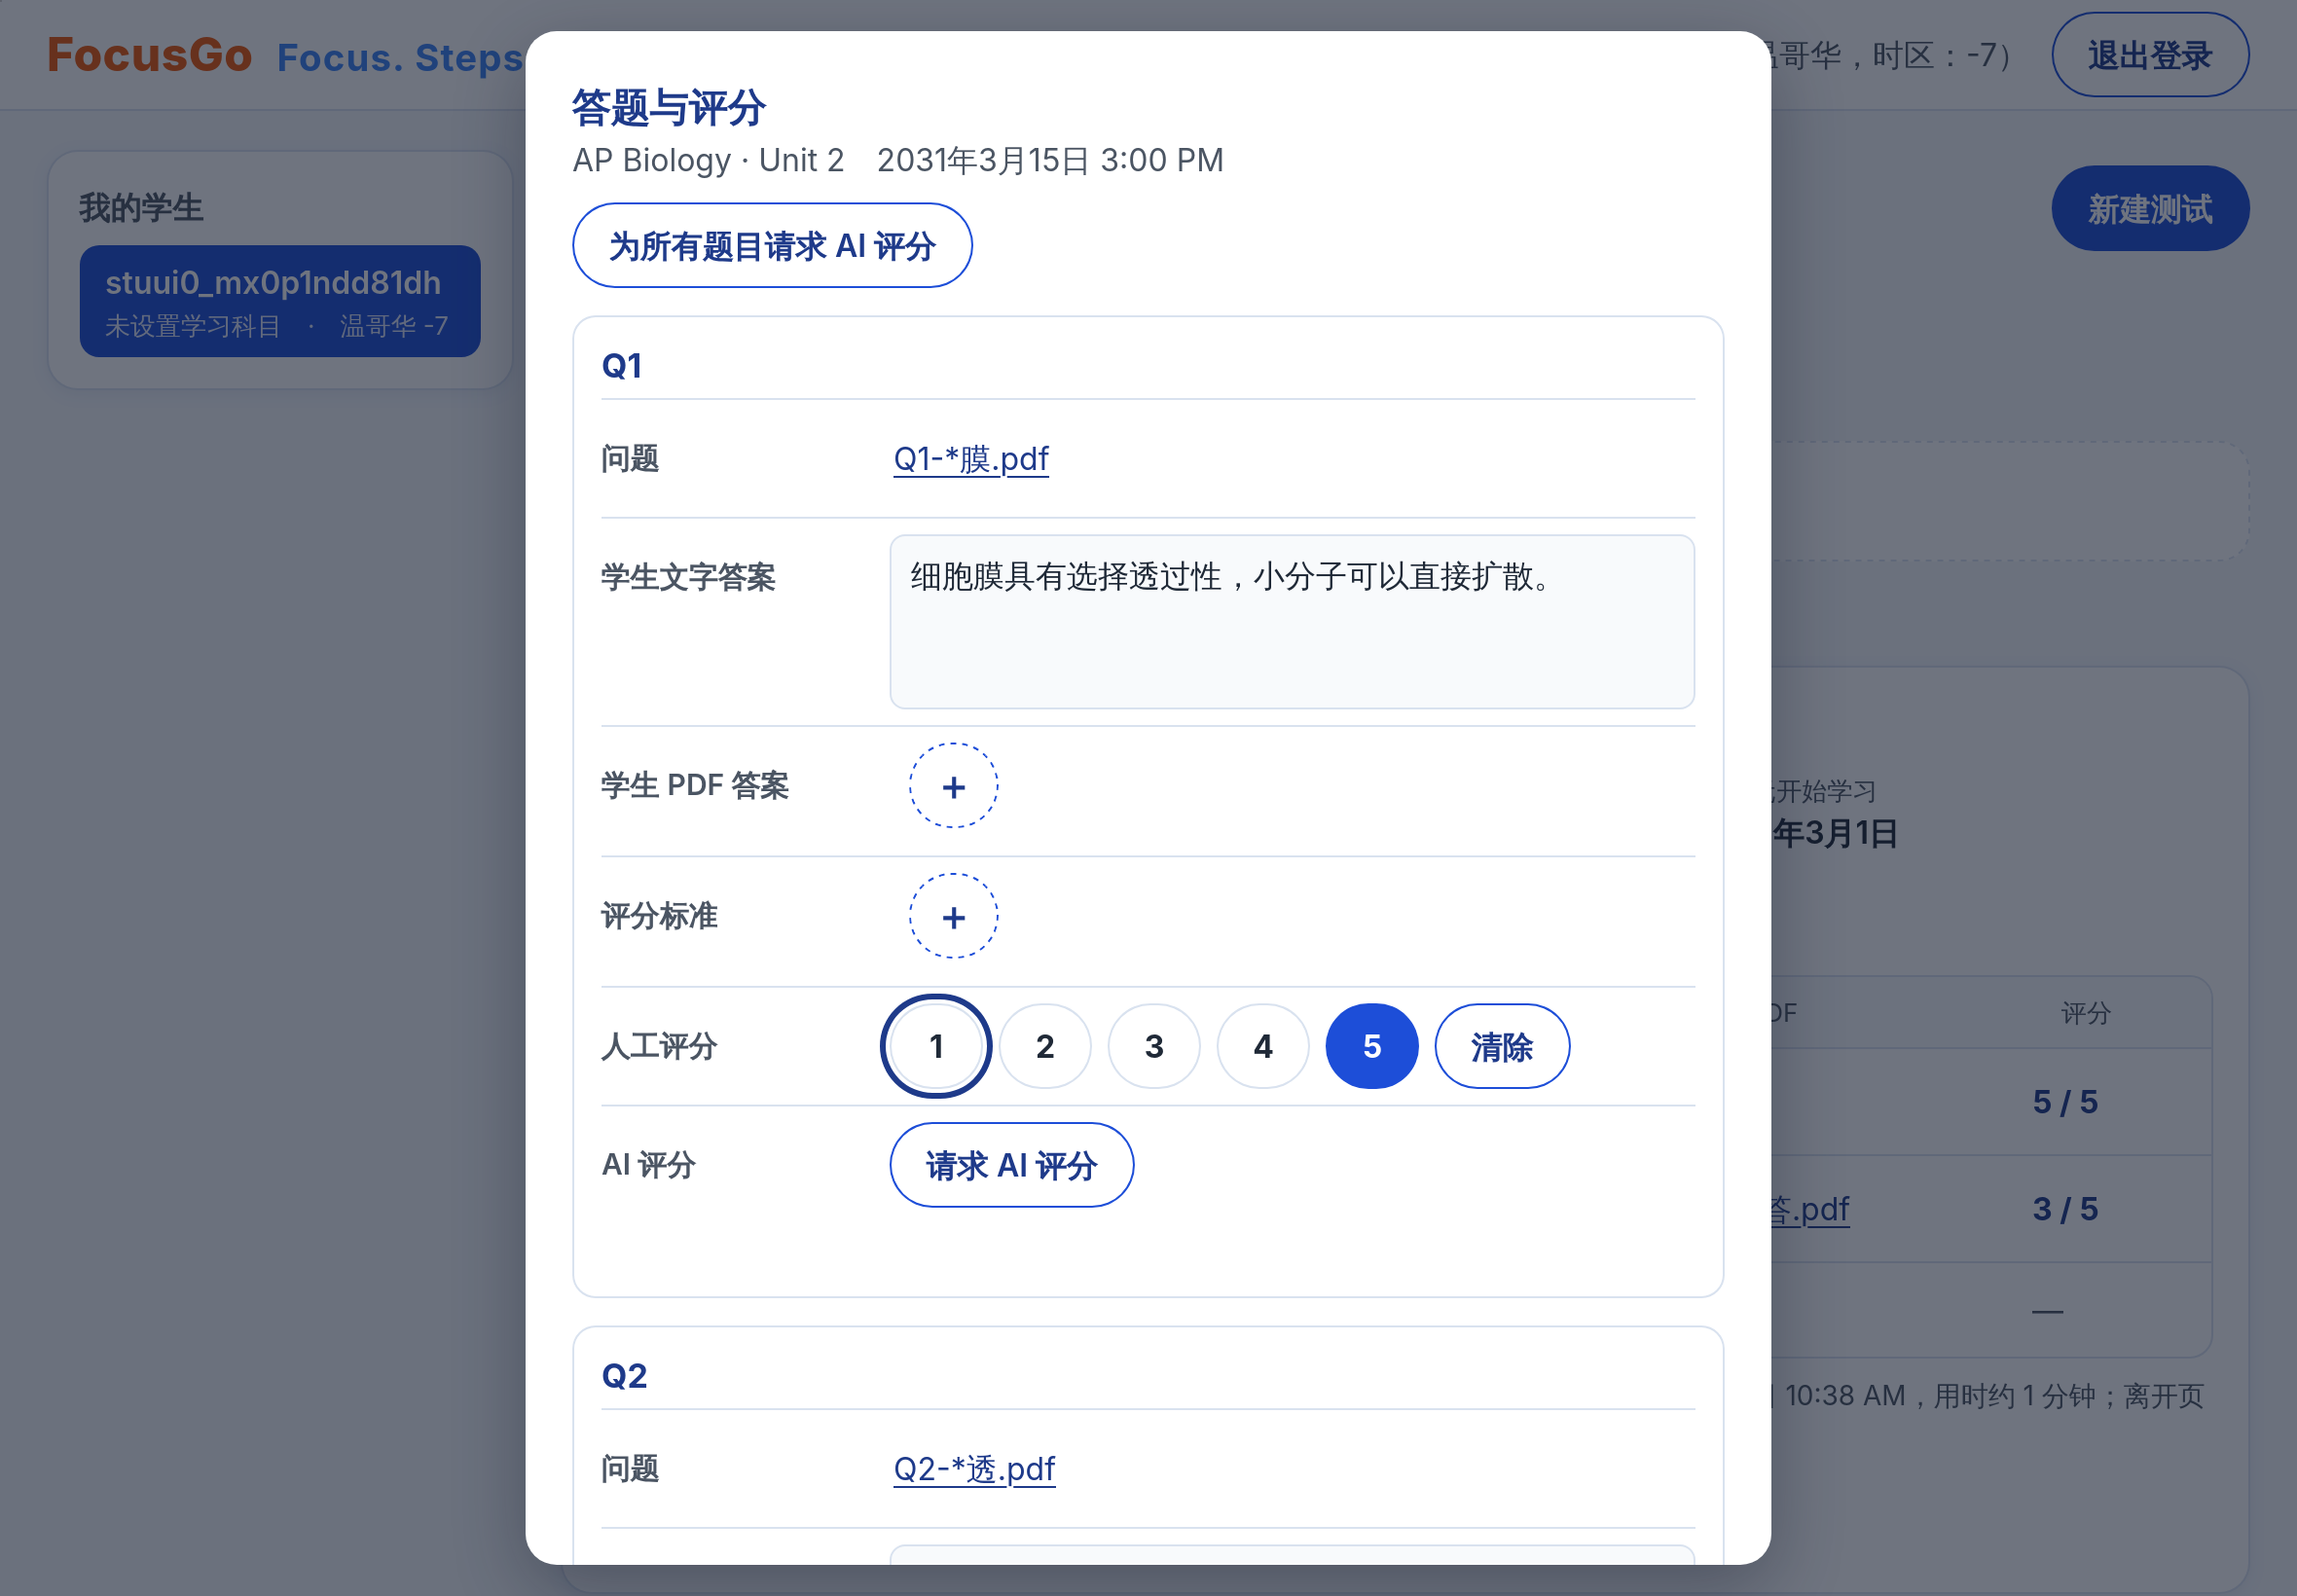 FocusGo Focus. Steps
温哥华，时区：-7）
退出登录
我的学生
stuui0_mx0p1ndd81dh
未设置学习科目 · 温哥华 -7
新建测试
答题与评分
AP Biology · Unit 2 2031年3月15日 3:00 PM
为所有题目请求 AI 评分
Q1
问题 Q1-*膜.pdf
学生文字答案 细胞膜具有选择透过性，小分子可以直接扩散。
学生 PDF 答案 +
评分标准 +
人工评分 1 2 3 4 5 清除
AI 评分 请求 AI 评分
Q2
问题 Q2-*透.pdf
开始学习
年3月1日
DF 评分
5 / 5
答.pdf 3 / 5
—
10:38 AM，用时约 1 分钟；离开页